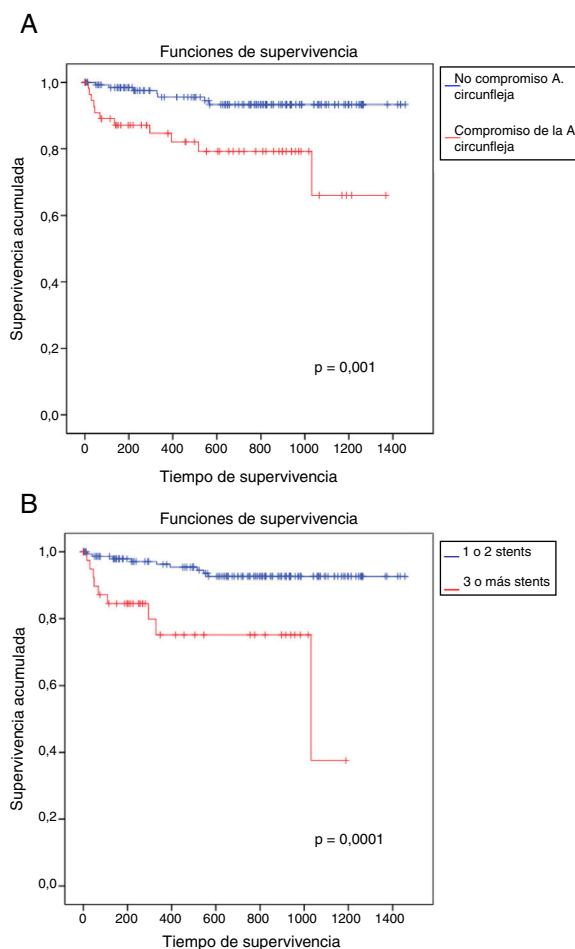 A
Funciones de supervivencia
1,0
0,8
0,6
0,4
0,2
0,0
Supervivencia acumulada
p = 0,001
0 200 400 600 800 1000 1200 1400
Tiempo de supervivencia
No compromiso A.
circunfleja
Compromiso de la A
circunfleja
B
Funciones de supervivencia
1,0
0,8
0,6
0,4
0,2
0,0
Supervivencia acumulada
p = 0,0001
0 200 400 600 800 1000 1200 1400
Tiempo de supervivencia
1 o 2 stents
3 o más stents